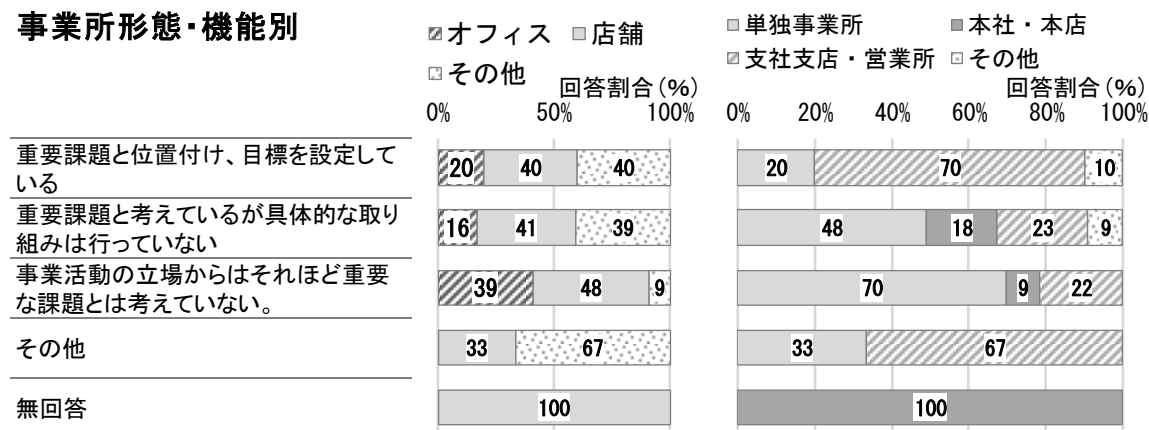 事業所形態・機能別
オフィス 店舗
その他
回答割合(%)
0% 50% 100%
単独事業所 本社・本店
支社支店・営業所 その他
回答割合(%)
0% 20% 40% 60% 80% 100%
重要課題と位置付け、目標を設定して
いる
20 40 40
20 70 10
重要課題と考えているが具体的な取り
組みは行っていない
16 41 39
48 18 23 9
事業活動の立場からはそれほど重要
な課題とは考えていない。
39 48 9
70 9 22
その他
33 67
33 67
無回答
100
100